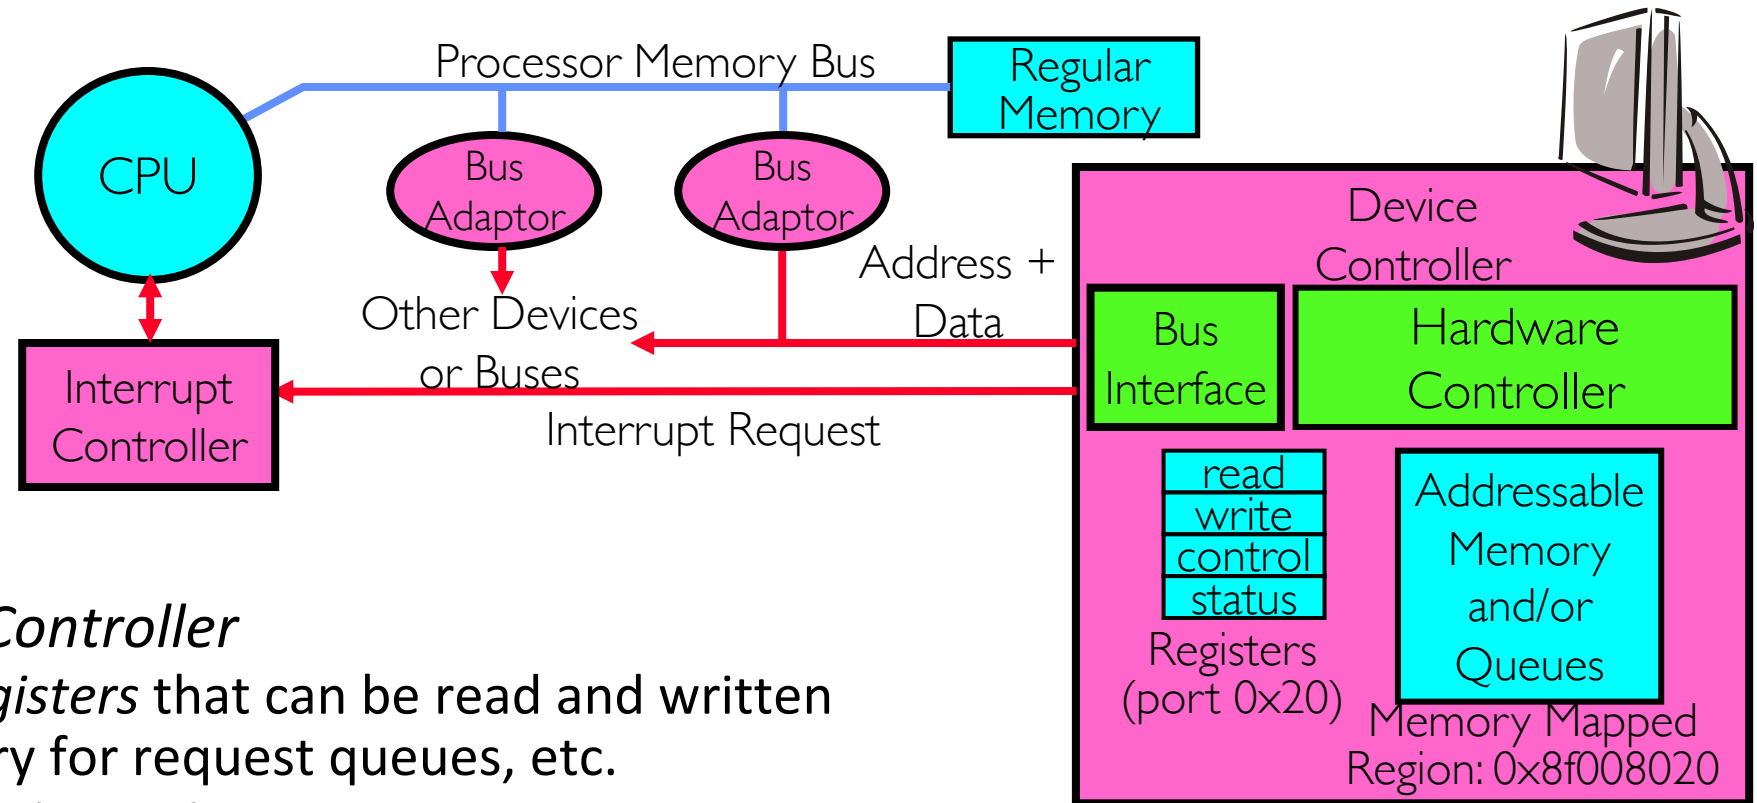 Processor Memory Bus
Regular
Memory
CPU
Bus
Adaptor
Bus
Adaptor
Device
Controller
Address +
Data
Other Devices
or Buses
Bus
Interface
Hardware
Controller
Interrupt
Controller
Interrupt Request
read
write
control
status
Registers
(port 0x20)
Addressable
Memory
and/or
Queues
Memory Mapped
Region: 0x8f008020
Controller
gisters that can be read and written
ry for request queues, etc.